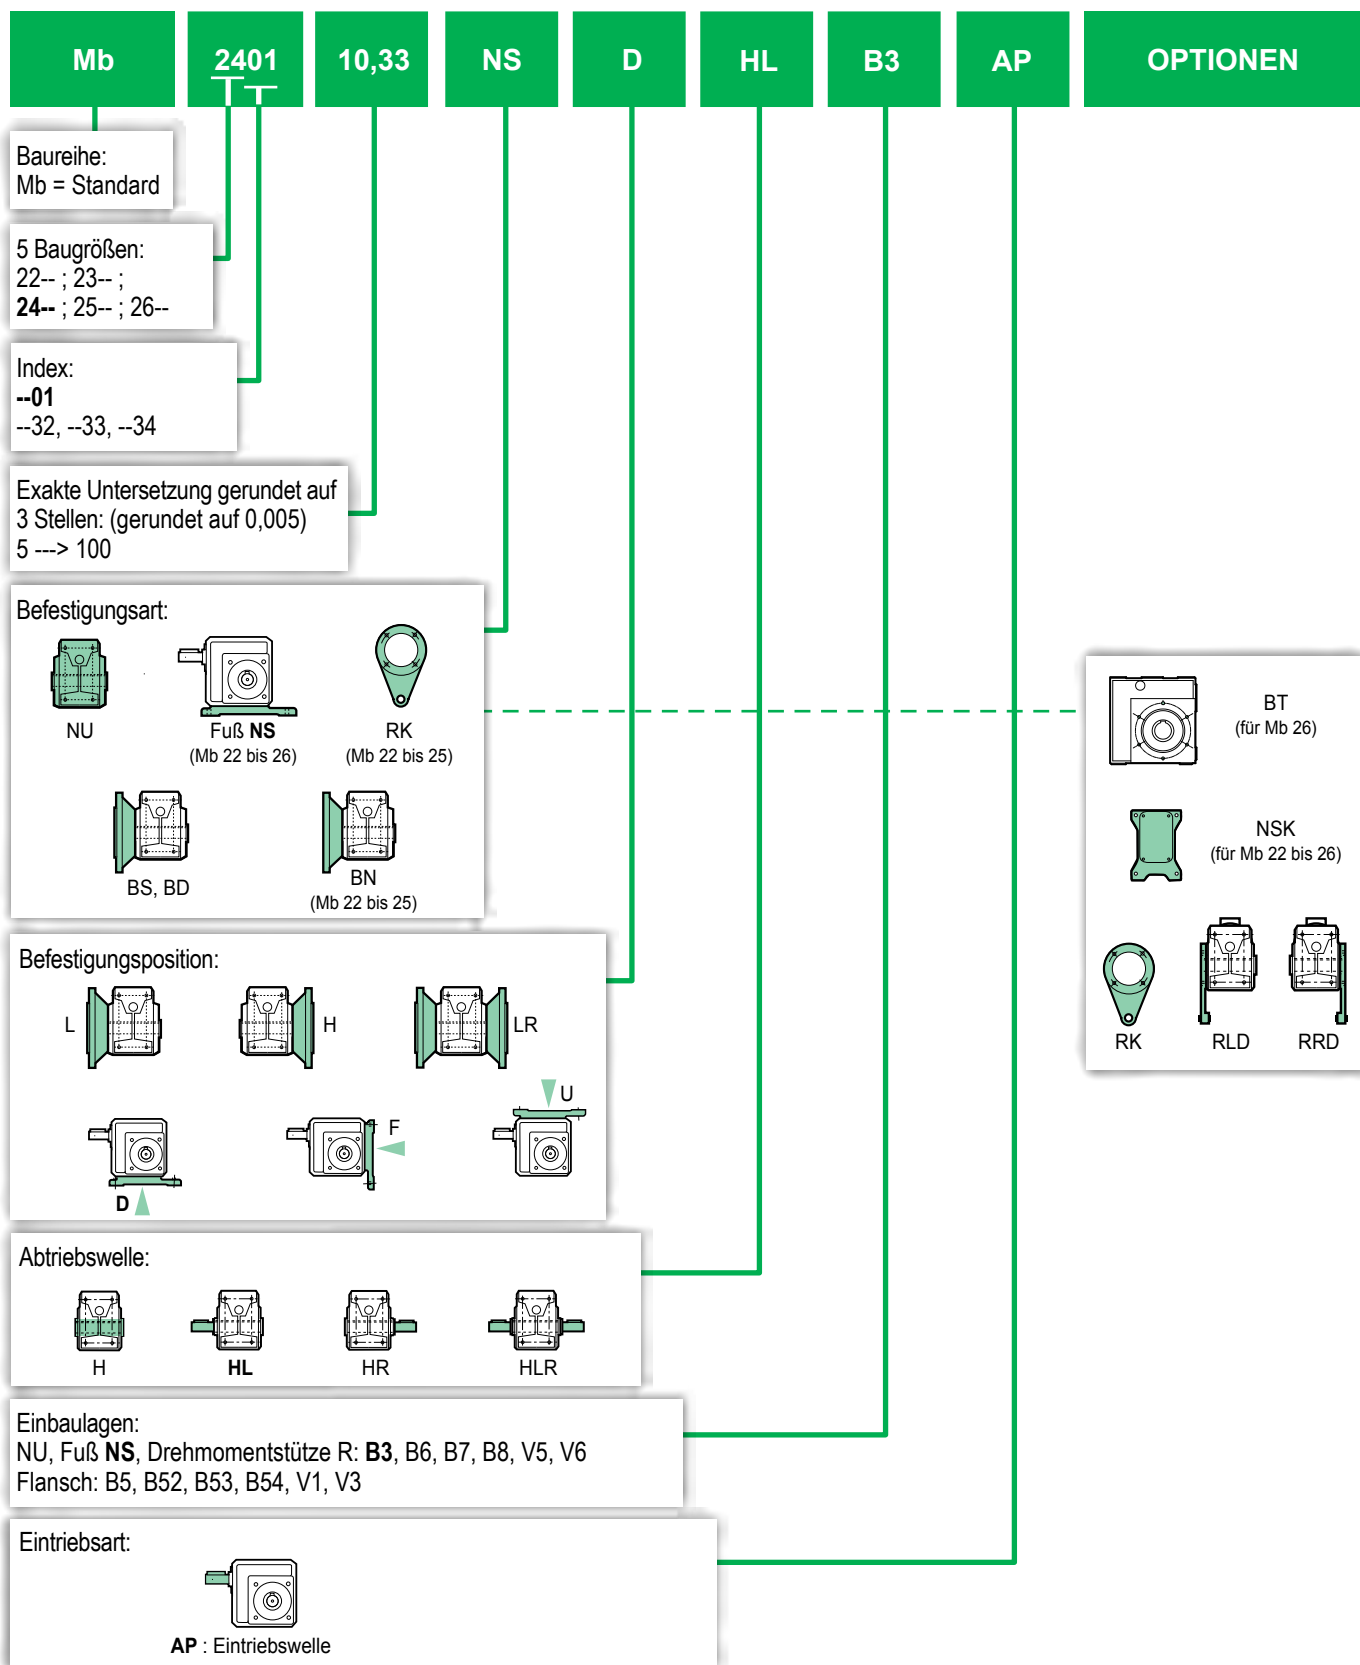 Mb 2401 10,33 NS D HL B3 AP OPTIONEN
Baureihe:
Mb = Standard
5 Baugrößen:
22-- ; 23-- ;
24-- ; 25-- ; 26--
Index:
--01
--32, --33, --34
Exakte Untersetzung gerundet auf
3 Stellen: (gerundet auf 0,005)
5 ---> 100
Befestigungsart:
NU Fuß NS RK
(Mb 22 bis 26) (Mb 22 bis 25)
BS, BD BN
(Mb 22 bis 25)
BT
(für Mb 26)
NSK
(für Mb 22 bis 26)
RK RLD RRD
Befestigungsposition:
L H LR
D F U
Abtriebswelle:
H HL HR HLR
Einbaulagen:
NU, Fuß NS, Drehmomentstütze R: B3, B6, B7, B8, V5, V6
Flansch: B5, B52, B53, B54, V1, V3
Eintriebsart:
AP : Eintriebswelle